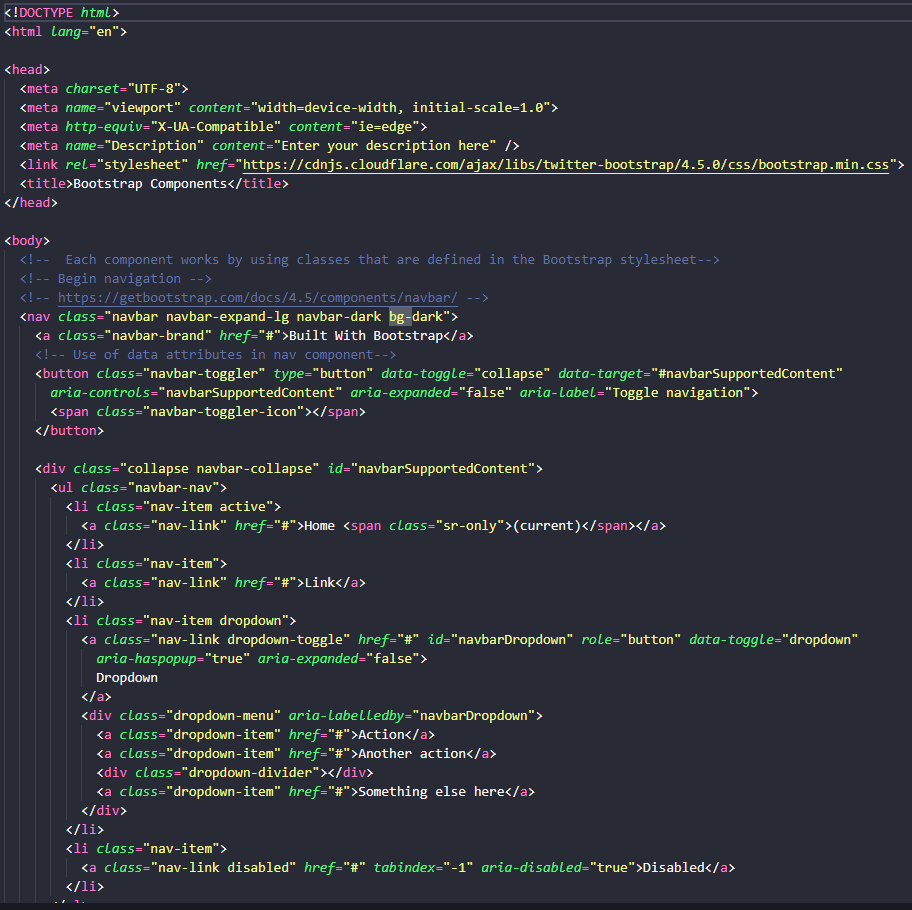 <!DOCTYPE html>
<html lang="en">
<head>
<meta charset="UTF-8">
<meta name="viewport" content="width=device-width, initial-scale=1.0">
<meta http-equiv="X-UA-Compatible" content="ie=edge">
<meta name="Description" content="Enter your description here" />
<link rel="stylesheet" href="https://cdnjs.cloudflare.com/ajax/libs/twitter-bootstrap/4.5.0/css/bootstrap.min.css">
<title>Bootstrap Components</title>
</head>
<body>
<!--  Each component works by using classes that are defined in the Bootstrap stylesheet-->
<!-- Begin navigation -->
<!-- https://getbootstrap.com/docs/4.5/components/navbar/ -->
<nav class="navbar navbar-expand-lg navbar-dark bg-dark">
<a class="navbar-brand" href="#">Built With Bootstrap</a>
<!-- Use of data attributes in nav component-->
<button class="navbar-toggler" type="button" data-toggle="collapse" data-target="#navbarSupportedContent"
aria-controls="navbarSupportedContent" aria-expanded="false" aria-label="Toggle navigation">
<span class="navbar-toggler-icon"></span>
</button>
<div class="collapse navbar-collapse" id="navbarSupportedContent">
<ul class="navbar-nav">
<li class="nav-item active">
<a class="nav-link" href="#">Home <span class="sr-only">(current)</span></a>
</li>
<li class="nav-item">
<a class="nav-link" href="#">Link</a>
</li>
<li class="nav-item dropdown">
<a class="nav-link dropdown-toggle" href="#" id="navbarDropdown" role="button" data-toggle="dropdown"
aria-haspopup="true" aria-expanded="false">
Dropdown
</a>
<div class="dropdown-menu" aria-labelledby="navbarDropdown">
<a class="dropdown-item" href="#">Action</a>
<a class="dropdown-item" href="#">Another action</a>
<div class="dropdown-divider"></div>
<a class="dropdown-item" href="#">Something else here</a>
</div>
</li>
<li class="nav-item">
<a class="nav-link disabled" href="#" tabindex="-1" aria-disabled="true">Disabled</a>
</li>